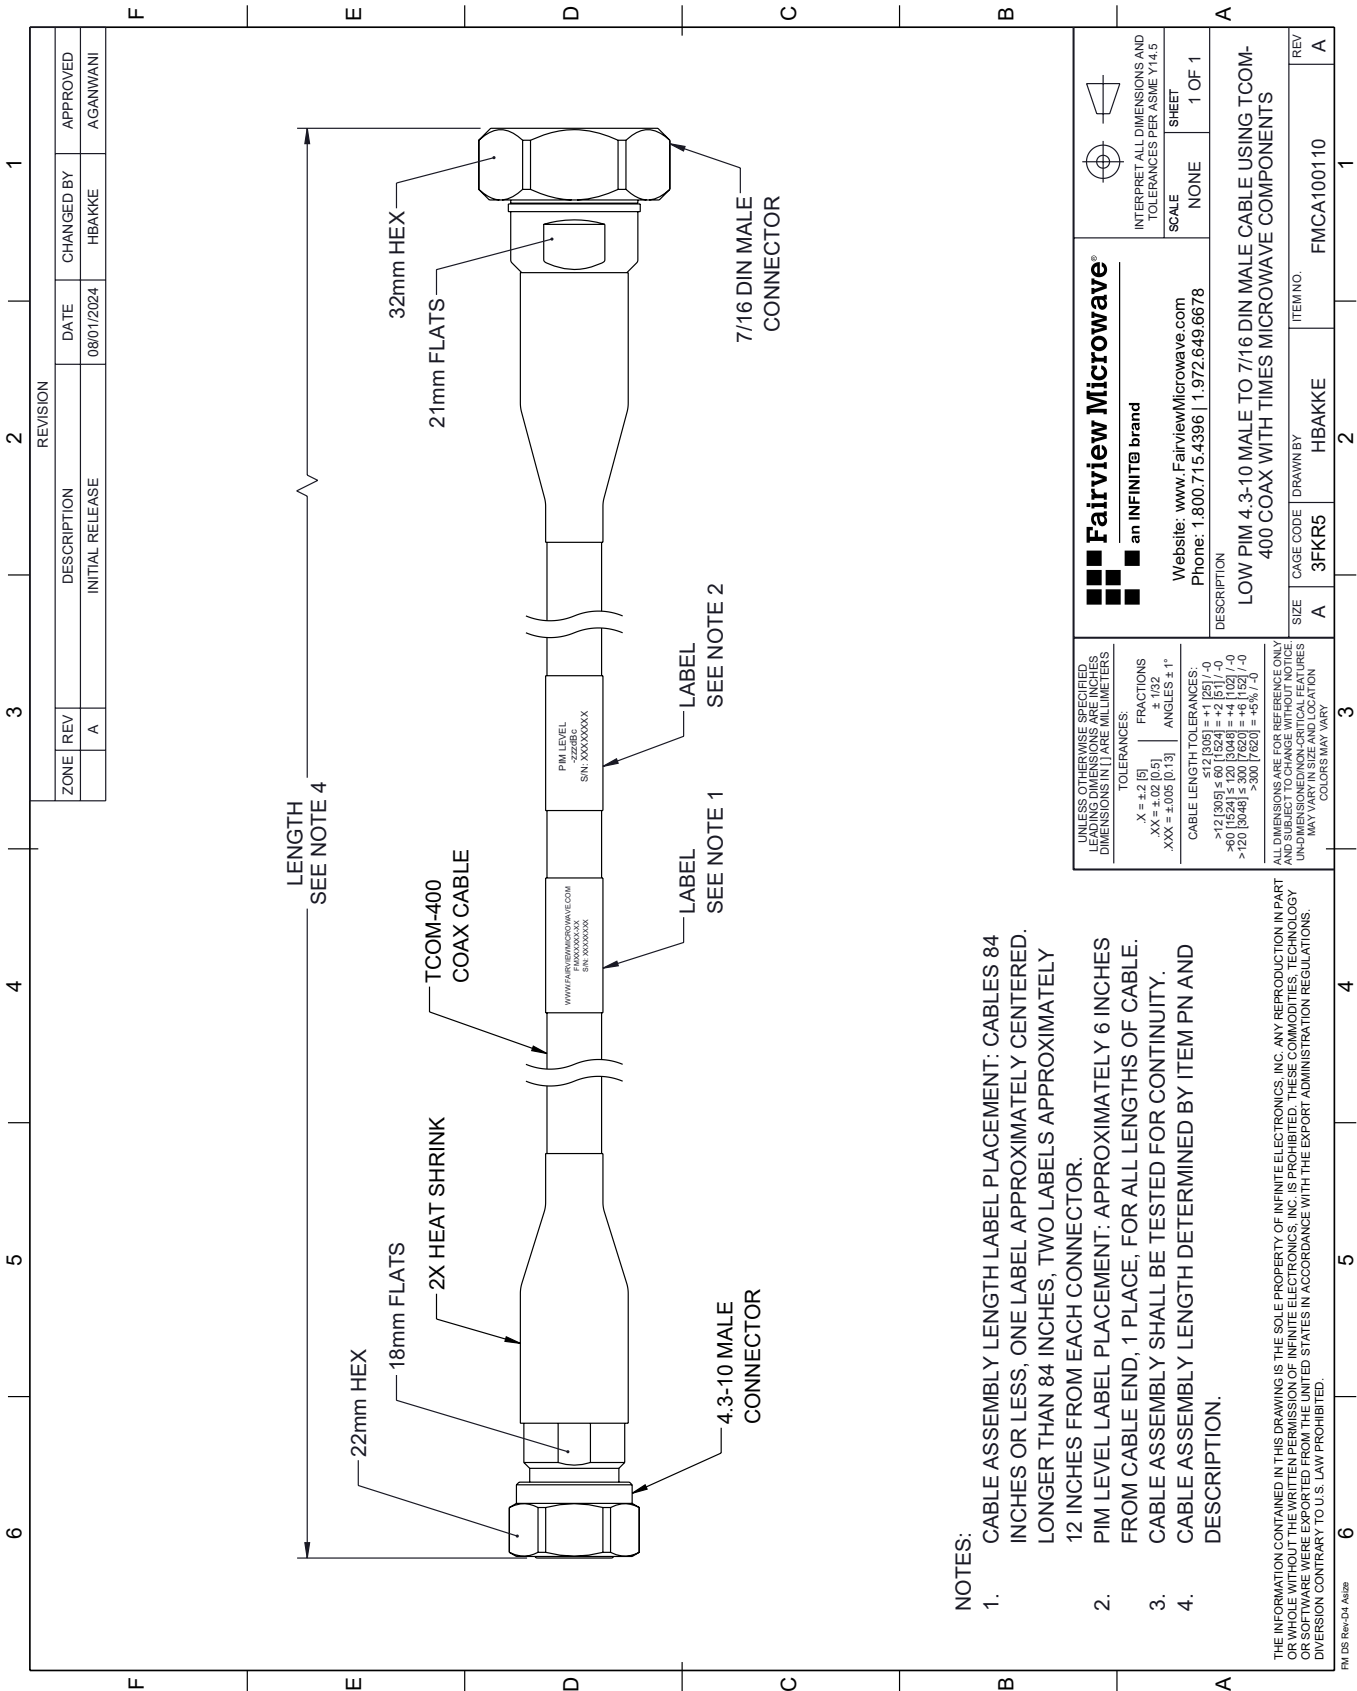 REVISION
ZONE REV DESCRIPTION DATE CHANGED BY APPROVED
A INITIAL RELEASE 08/01/2024 HBAKKE AGANWANI
6 5 4 3 2 1
F F
E E
D D
C C
B B
A A
LENGTH
SEE NOTE 4
22mm HEX
18mm FLATS
2X HEAT SHRINK
TCOM-400
COAX CABLE
32mm HEX
21mm FLATS
WWW.FAIRVIEWMICROWAVE.COM
FMXXXXX-XX
S/N: XXXXXXXX
PIM LEVEL
-zzzdBc
S/N: XXXXXXXX
4.3-10 MALE
CONNECTOR
LABEL
SEE NOTE 1
LABEL
SEE NOTE 2
7/16 DIN MALE
CONNECTOR
NOTES:
1. CABLE ASSEMBLY LENGTH LABEL PLACEMENT: CABLES 84
INCHES OR LESS, ONE LABEL APPROXIMATELY CENTERED.
LONGER THAN 84 INCHES, TWO LABELS APPROXIMATELY
12 INCHES FROM EACH CONNECTOR.
2. PIM LEVEL LABEL PLACEMENT: APPROXIMATELY 6 INCHES
FROM CABLE END, 1 PLACE, FOR ALL LENGTHS OF CABLE.
3. CABLE ASSEMBLY SHALL BE TESTED FOR CONTINUITY.
4. CABLE ASSEMBLY LENGTH DETERMINED BY ITEM PN AND
DESCRIPTION.
THE INFORMATION CONTAINED IN THIS DRAWING IS THE SOLE PROPERTY OF INFINITE ELECTRONICS, INC. ANY REPRODUCTION IN PART
OR WHOLE WITHOUT THE WRITTEN PERMISSION OF INFINITE ELECTRONICS, INC. IS PROHIBITED. THESE COMMODITIES, TECHNOLOGY
OR SOFTWARE WERE EXPORTED FROM THE UNITED STATES IN ACCORDANCE WITH THE EXPORT ADMINISTRATION REGULATIONS.
DIVERSION CONTRARY TO U.S. LAW PROHIBITED.
UNLESS OTHERWISE SPECIFIED
LEADING DIMENSIONS ARE INCHES
DIMENSIONS IN [ ] ARE MILLIMETERS
TOLERANCES:
.X = ±.2 [5] FRACTIONS
.XX = ±.02 [0.5] ± 1/32
.XXX = ±.005 [0.13] ANGLES ± 1°
CABLE LENGTH TOLERANCES:
≤12 [305] = +1 [25] / -0
>12 [305] ≤ 60 [1524] = +2 [51] / -0
>60 [1524] ≤ 120 [3048] = +4 [102] / -0
>120 [3048] ≤ 300 [7620] = +6 [152] / -0
>300 [7620] = +5% / -0
ALL DIMENSIONS ARE FOR REFERENCE ONLY
AND SUBJECT TO CHANGE WITHOUT NOTICE.
UN-DIMENSIONED/NON-CRITICAL FEATURES
MAY VARY IN SIZE AND LOCATION
COLORS MAY VARY
Fairview Microwave®
an INFINIT@ brand
Website: www.FairviewMicrowave.com
Phone: 1.800.715.4396 | 1.972.649.6678
INTERPRET ALL DIMENSIONS AND
TOLERANCES PER ASME Y14.5
SCALE SHEET
NONE 1 OF 1
DESCRIPTION
LOW PIM 4.3-10 MALE TO 7/16 DIN MALE CABLE USING TCOM-
400 COAX WITH TIMES MICROWAVE COMPONENTS
SIZE CAGE CODE DRAWN BY ITEM NO. REV
A 3FKR5 HBAKKE FMCA100110 A
6 5 4 3 2 1
FM DS Rev-D4 Asize